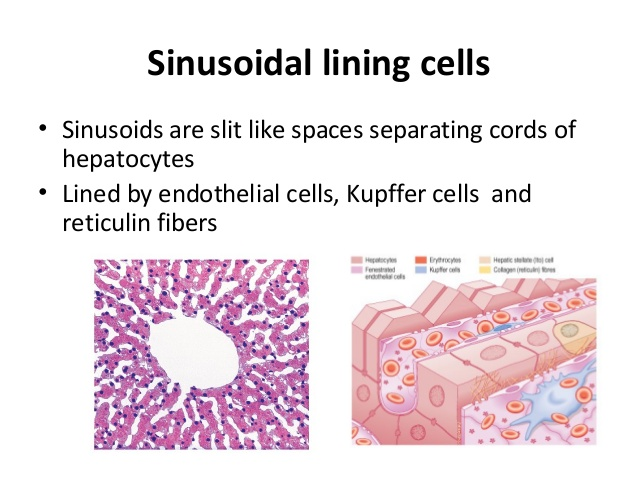 Sinusoidal lining cells
• Sinusoids are slit like spaces separating cords of
hepatocytes
• Lined by endothelial cells, Kupffer cells and
reticulin fibers
Hepatocytes
Erythrocytes
Hepatic stellate (Ito) cell
Fenestrated
endothelial cells
Kupffer cells
Collagen (reticulin) fibres